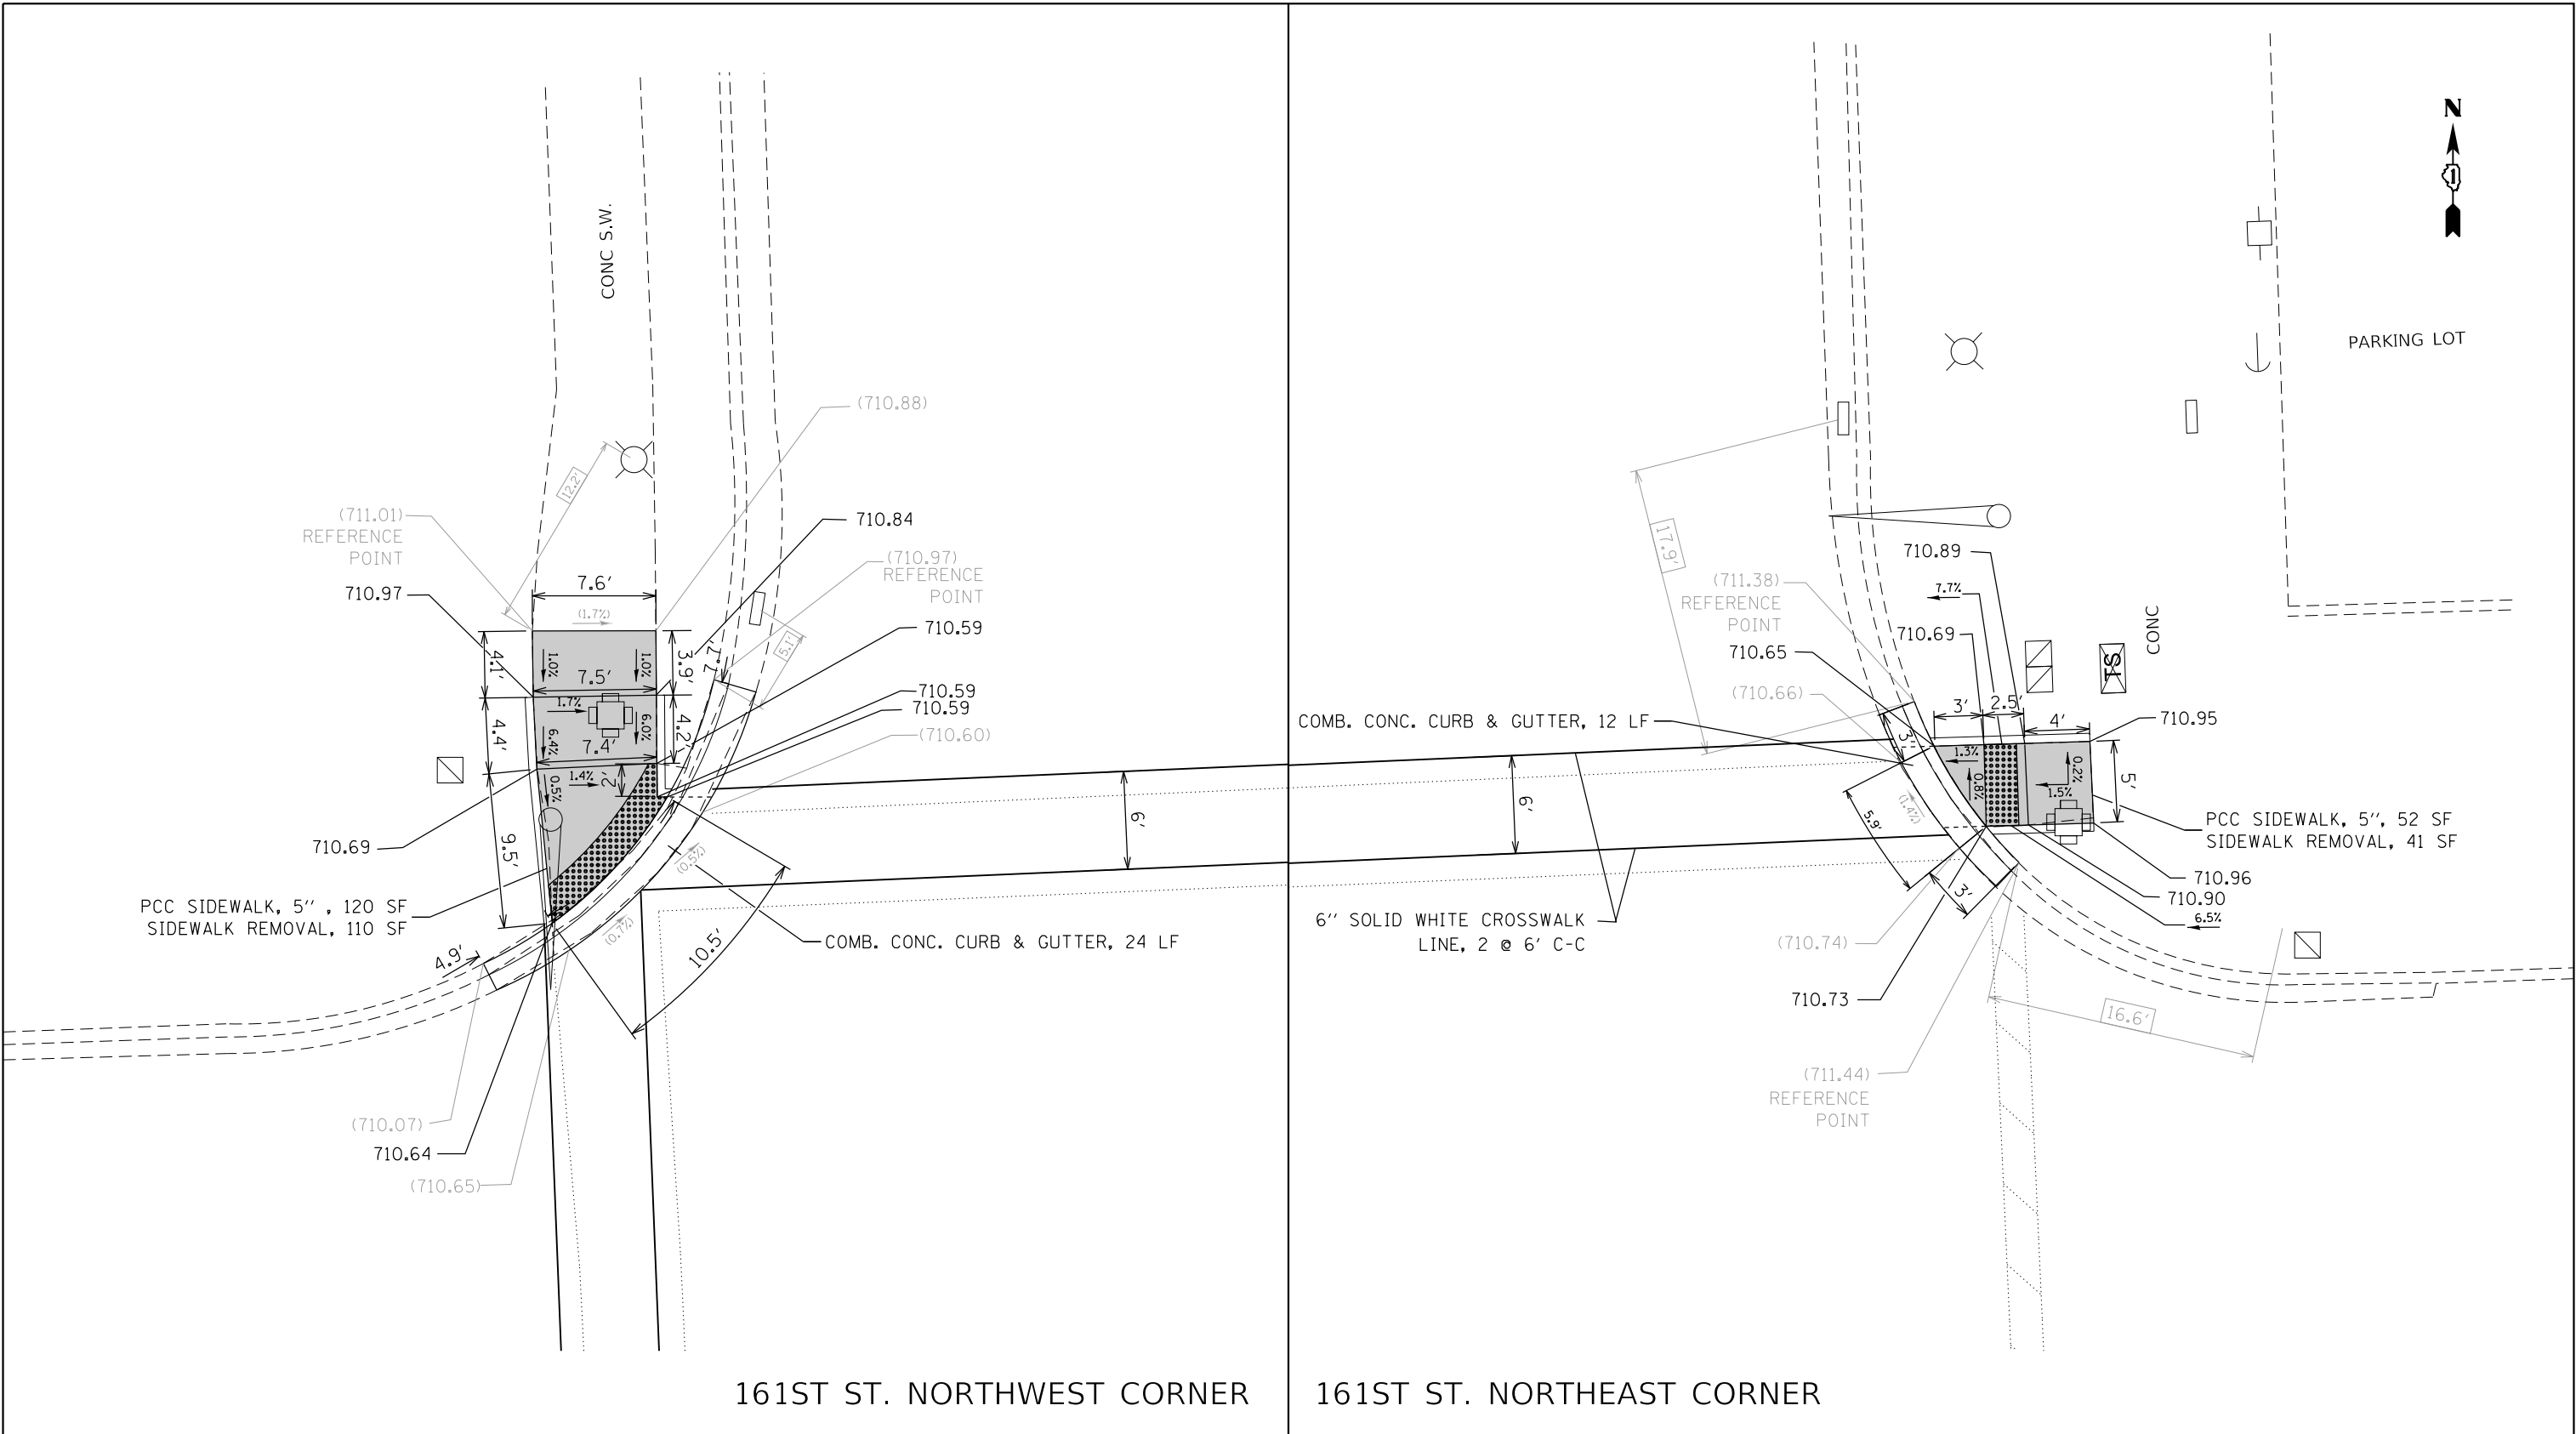 CONC S.W.
(710.88)
12.2'
(711.01)
REFERENCE
POINT
710.97
7.6'
(1.7%)
710.84
(710.97)
REFERENCE
POINT
5.1'
710.59
4.1'
1.0%
1.0%
3.9'
7.7'
7.5'
1.7%
710.59
710.59
(710.60)
4.4'
6.4%
6.0%
4.2'
7.4'
1.4%
2'
0.5%
9.5'
710.69
PCC SIDEWALK, 5'' , 120 SF
SIDEWALK REMOVAL, 110 SF
4.9'
(0.5%)
(0.7%)
10.5'
COMB. CONC. CURB & GUTTER, 24 LF
6'
(710.07)
710.64
(710.65)
161ST ST. NORTHWEST CORNER
N
1
PARKING LOT
CONC
ST
17.9'
710.89
7.7%
(711.38)
REFERENCE
POINT
710.69
710.65
(710.66)
COMB. CONC. CURB & GUTTER, 12 LF
3'
3'
2.5'
4'
710.95
1.3%
0.8%
0.2%
1.5%
5'
(1.4%)
5.9'
3'
6'
PCC SIDEWALK, 5'', 52 SF
SIDEWALK REMOVAL, 41 SF
710.96
710.90
6.5%
6'' SOLID WHITE CROSSWALK
LINE, 2 @ 6' C-C
(710.74)
710.73
16.6'
(711.44)
REFERENCE
POINT
161ST ST. NORTHEAST CORNER